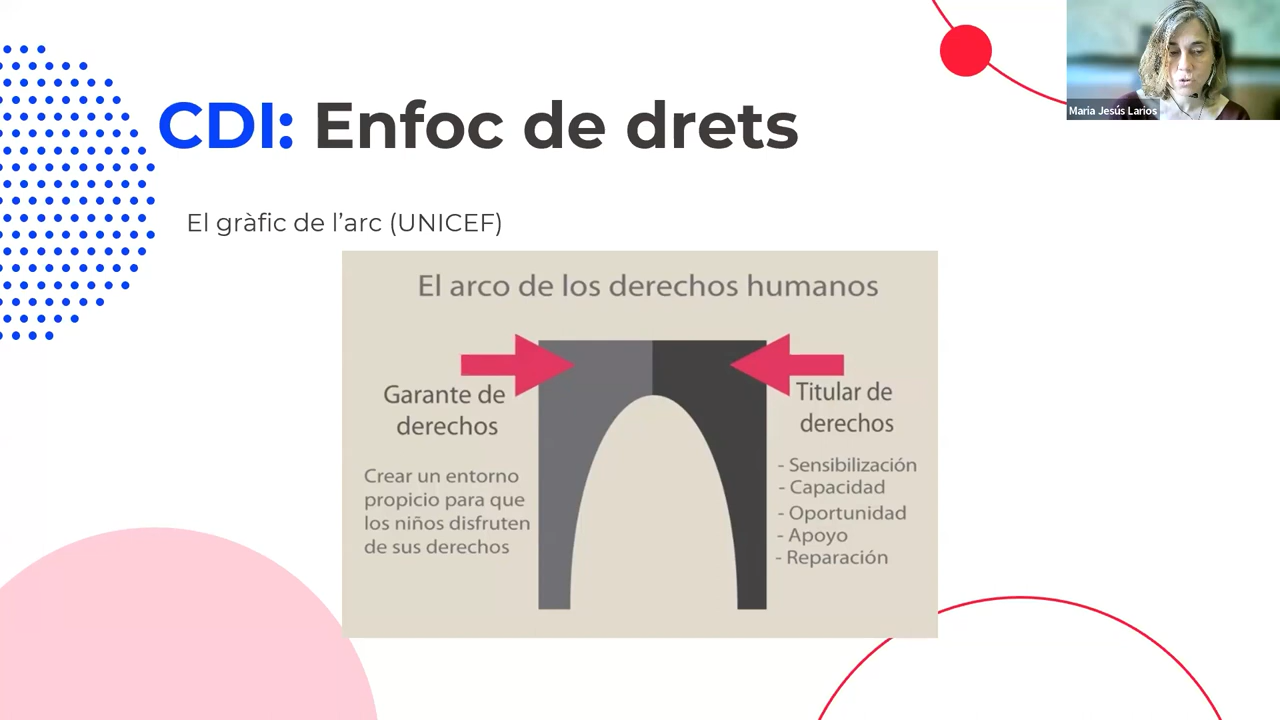 CDI: Enfoc de drets
Maria Jesús Larios
El gràfic de l’arc (UNICEF)
El arco de los derechos humanos
Garante de
derechos
Crear un entorno
propicio para que
los niños disfruten
de sus derechos
Titular de
derechos
- Sensibilización
- Capacidad
- Oportunidad
- Apoyo
- Reparación